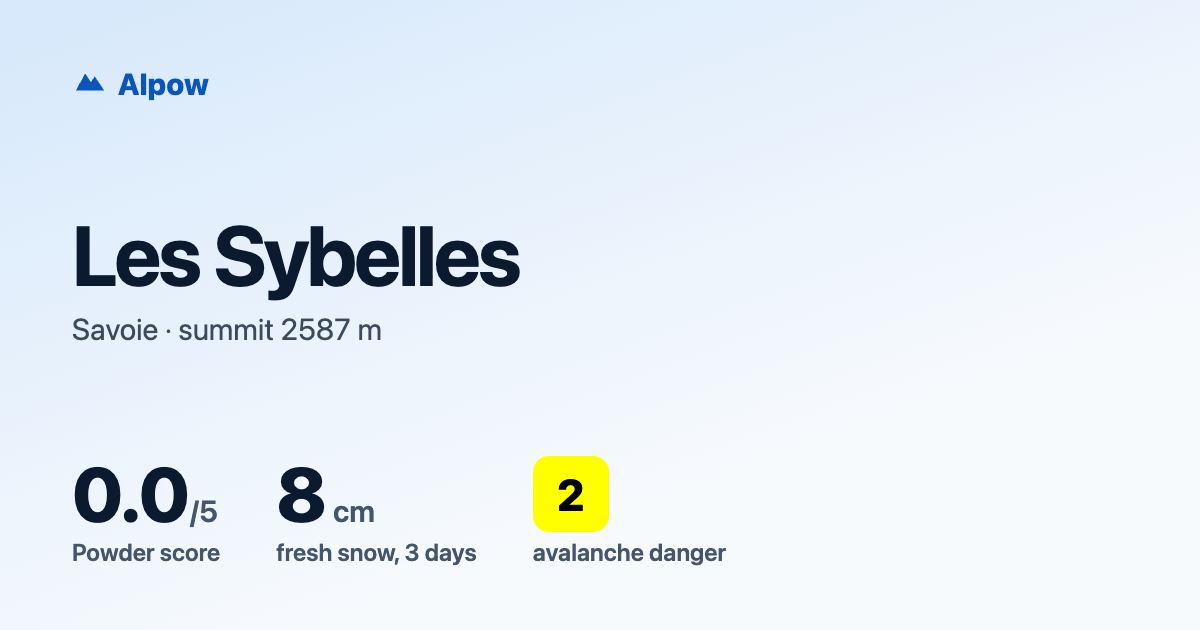 Alpow
Les Sybelles
Savoie · summit 2587 m
0.0/5
Powder score
8 cm
fresh snow, 3 days
2
avalanche danger